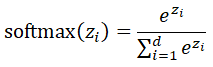 softmax(z_i) = e^{z_i} / ∑_{i=1}^{d} e^{z_i}